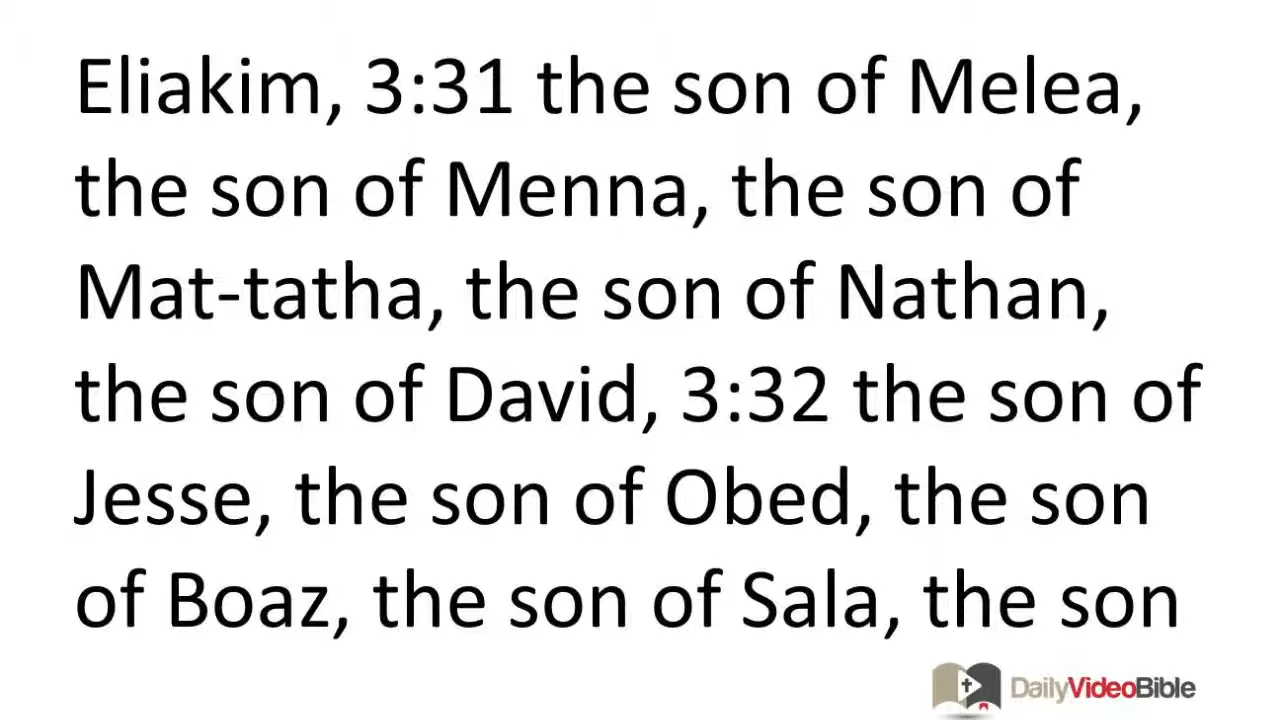 Eliakim, 3:31 the son of Melea,
the son of Menna, the son of
Mat-tatha, the son of Nathan,
the son of David, 3:32 the son of
Jesse, the son of Obed, the son
of Boaz, the son of Sala, the son
DailyVideoBible